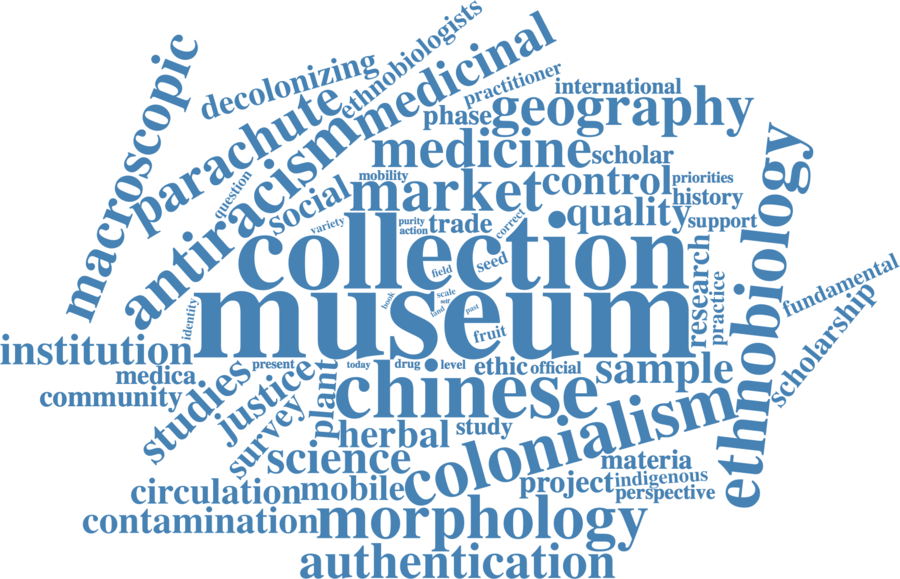 macroscopic
decolonizing
ethnobiologists
parachute
medicinal
practitioner
international
phase
geography
antiracism
medicine
scholar
question
social
mobility
market
control
priorities
history
quality
support
variety
purity
action
trade
correct
collection
field
seed
research
practice
ethnobiology
fundamental
scholarship
identity
museum
book
scale
self
land
past
fruit
institution
medica
community
studies
present
justice
survey
plant
today
drug
level
ethic
official
sample
chinese
herbal
study
colonialism
science
materia
circulation
mobile
project
indigenous
perspective
contamination
morphology
authentication